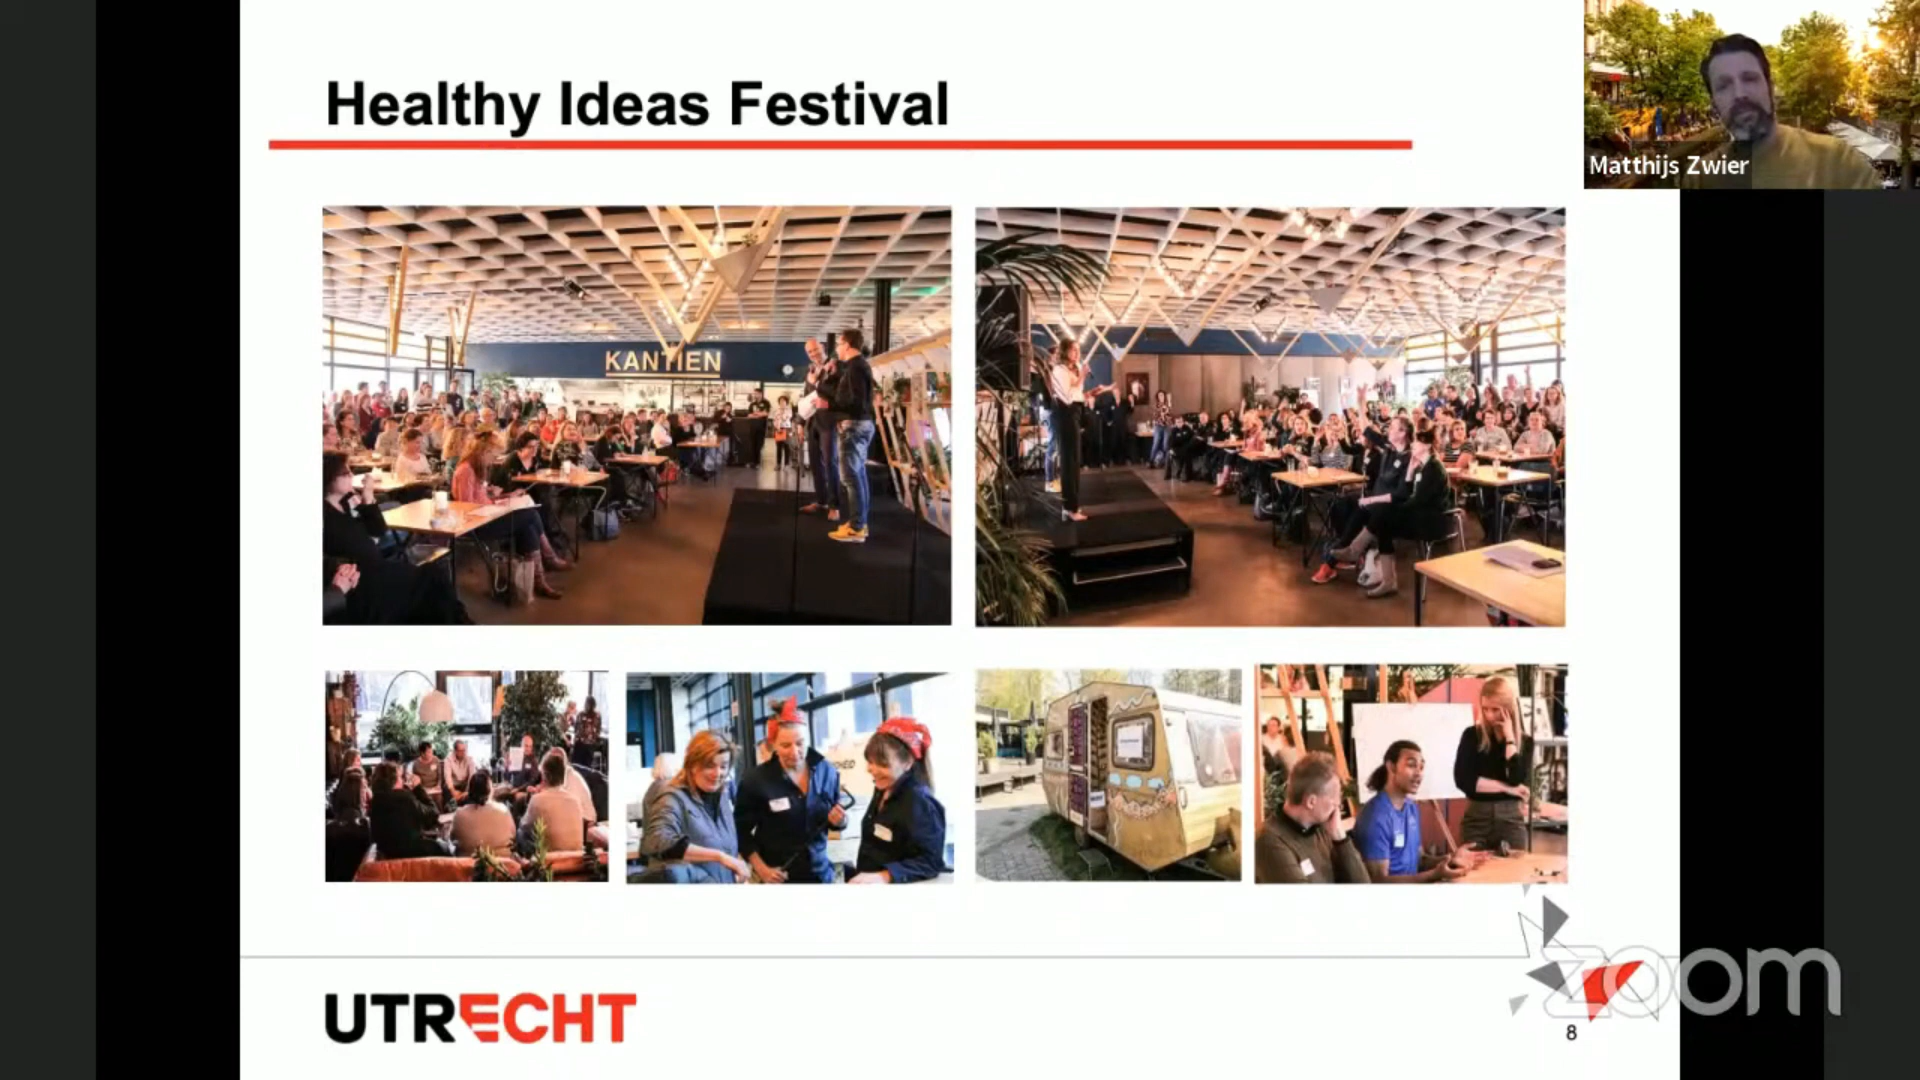 Healthy Ideas Festival
Matthijs Zwier
KANTIEN
UTRECHT
zoom
8